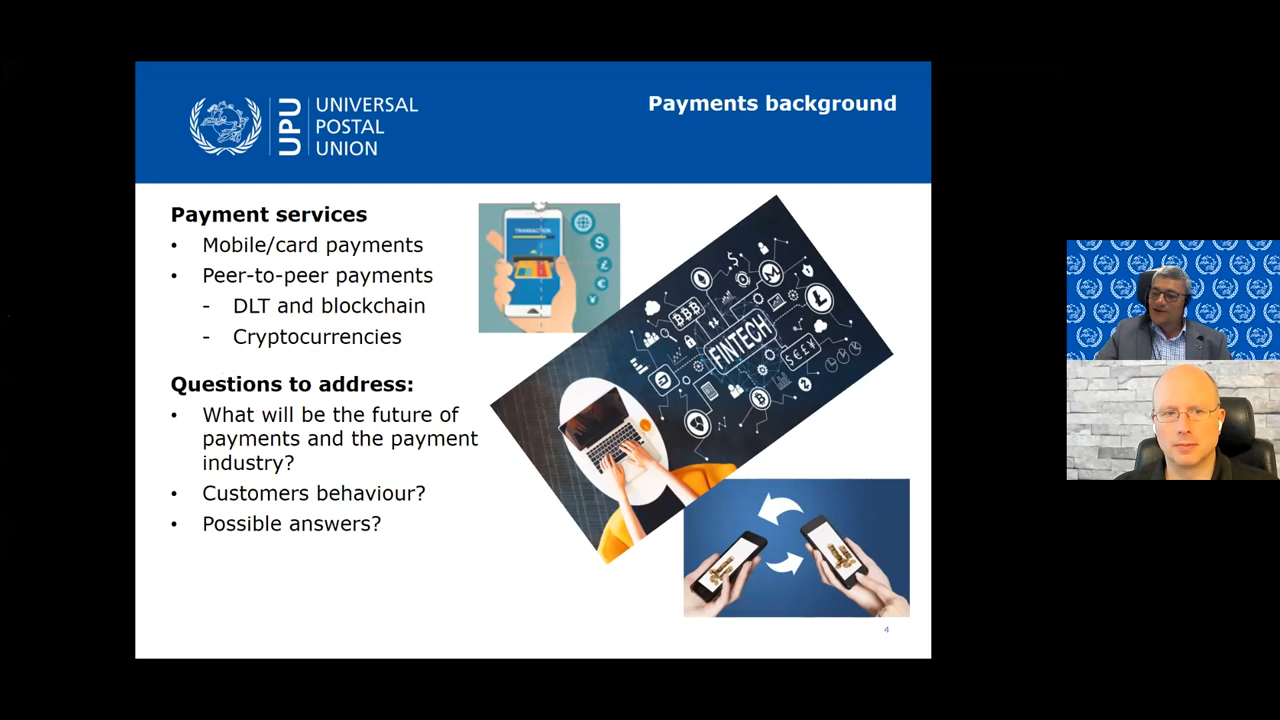 UPU
UNIVERSAL
POSTAL
UNION
Payments background
Payment services
• Mobile/card payments
• Peer-to-peer payments
- DLT and blockchain
- Cryptocurrencies
Questions to address:
• What will be the future of
payments and the payment
industry?
• Customers behaviour?
• Possible answers?
TRANSACTION
FINTECH
4